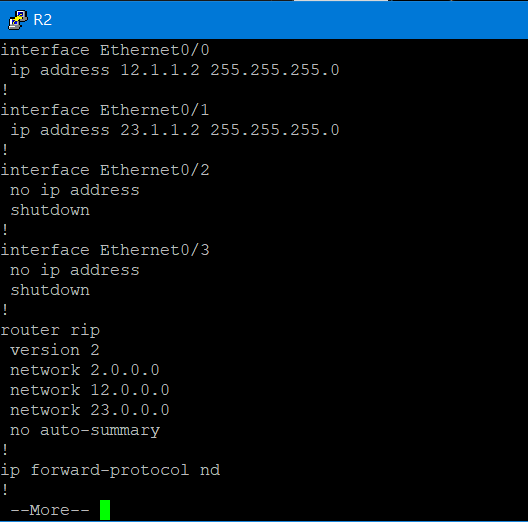 R2
interface Ethernet0/0
 ip address 12.1.1.2 255.255.255.0
!
interface Ethernet0/1
 ip address 23.1.1.2 255.255.255.0
!
interface Ethernet0/2
 no ip address
 shutdown
!
interface Ethernet0/3
 no ip address
 shutdown
!
router rip
 version 2
 network 2.0.0.0
 network 12.0.0.0
 network 23.0.0.0
 no auto-summary
!
ip forward-protocol nd
!
 --More--